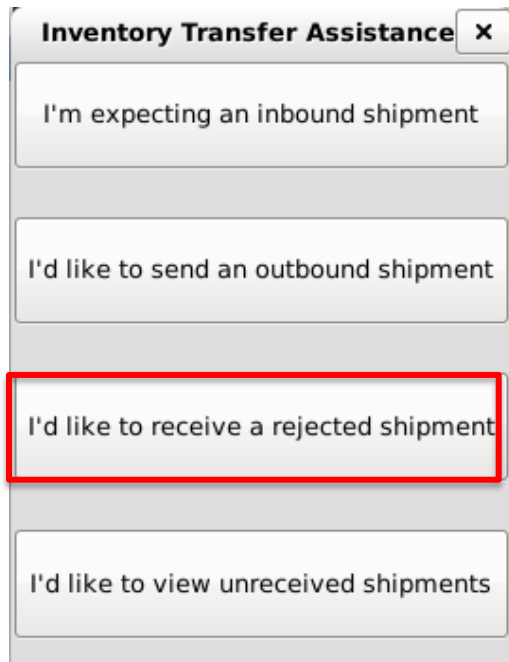 Inventory Transfer Assistance ×
I'm expecting an inbound shipment
I'd like to send an outbound shipment
I'd like to receive a rejected shipment
I'd like to view unreceived shipments